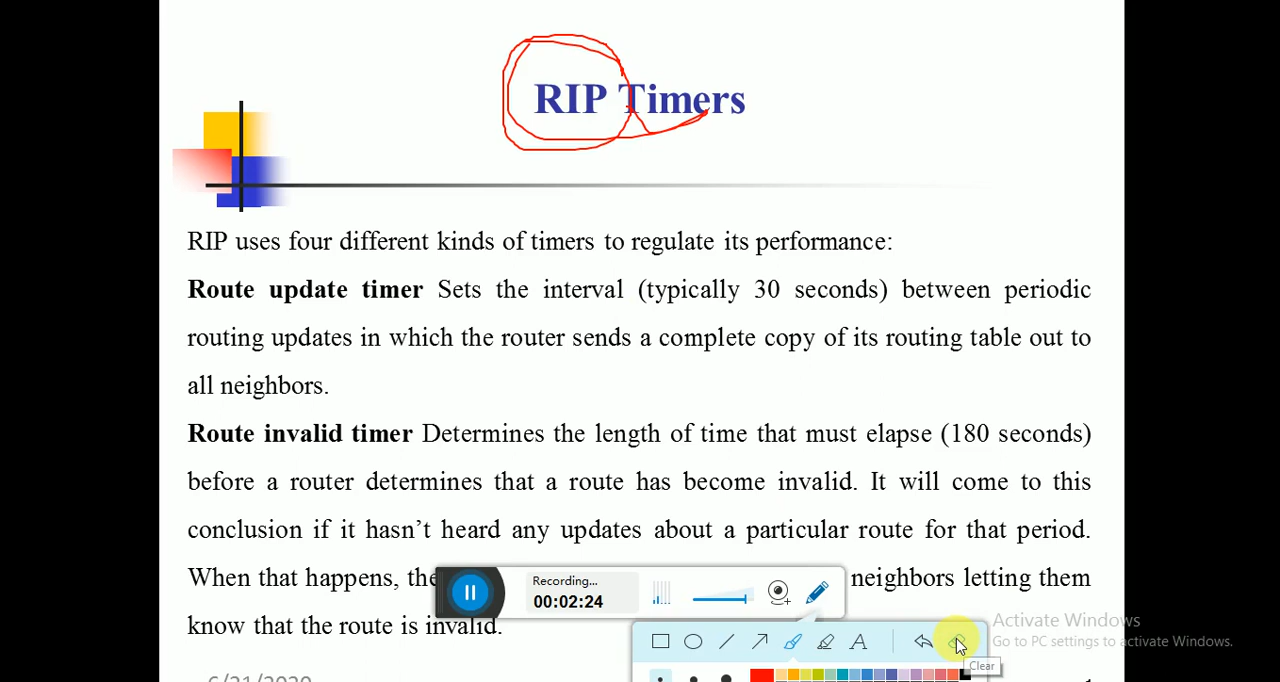 RIP Timers
RIP uses four different kinds of timers to regulate its performance:
Route update timer Sets the interval (typically 30 seconds) between periodic
routing updates in which the router sends a complete copy of its routing table out to
all neighbors.
Route invalid timer Determines the length of time that must elapse (180 seconds)
before a router determines that a route has become invalid. It will come to this
conclusion if it hasn’t heard any updates about a particular route for that period.
When that happens, the neighbors letting them
know that the route is invalid.
Recording...
00:02:24
Activate Windows
Go to PC settings to activate Windows.
A
Clear
6/21/2020